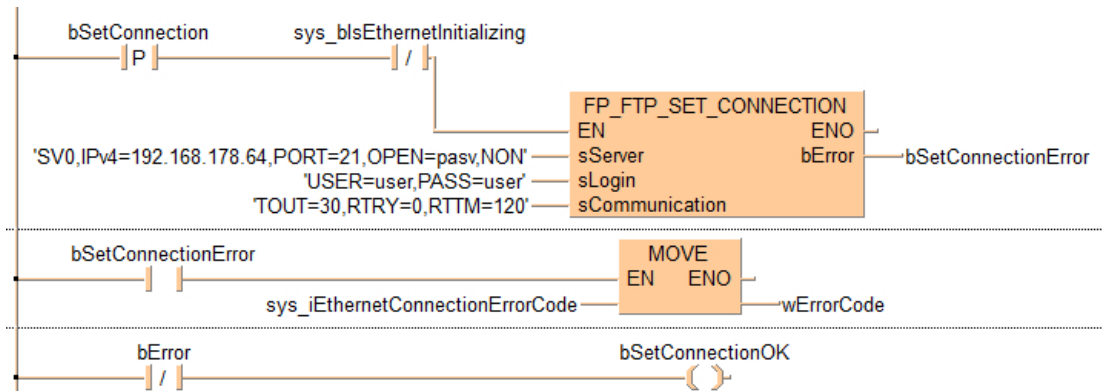 bSetConnection sys_bIsEthernetInitializing
P /
FP_FTP_SET_CONNECTION
EN ENO
'SV0,IPv4=192.168.178.64,PORT=21,OPEN=pasv,NON' sServer bError bSetConnectionError
'USER=user,PASS=user' sLogin
'TOUT=30,RTRY=0,RTTM=120' sCommunication
bSetConnectionError MOVE
EN ENO
sys_iEthernetConnectionErrorCode wErrorCode
bError bSetConnectionOK
/